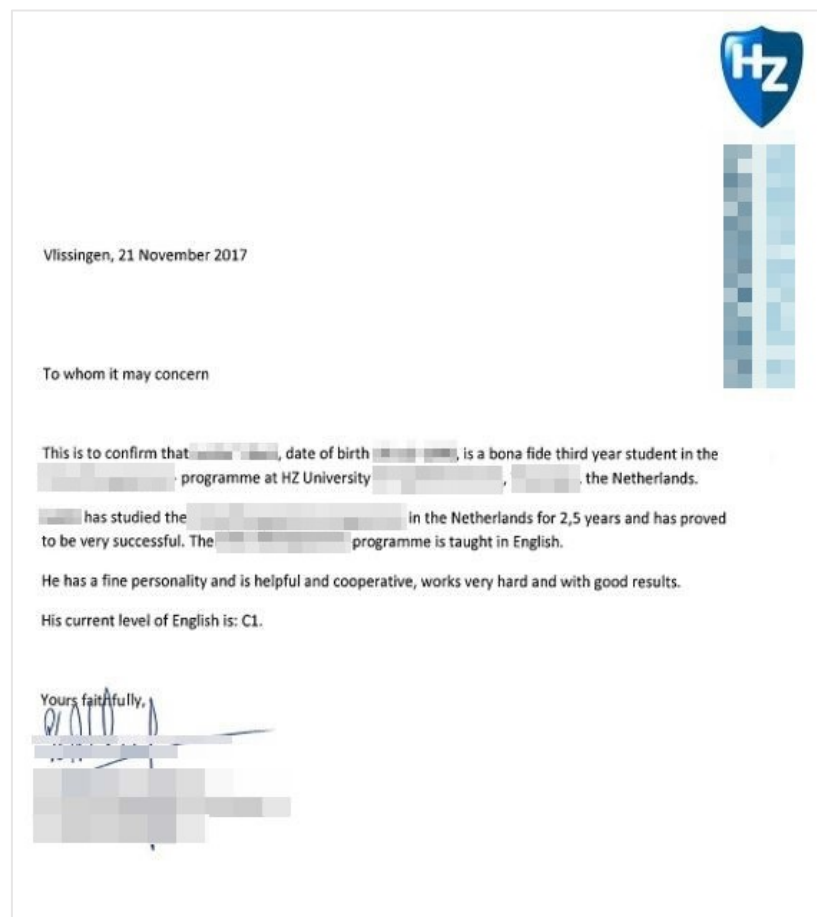 HZ
Vlissingen, 21 November 2017
To whom it may concern
This is to confirm that , date of birth , is a bona fide third year student in the
programme at HZ University , , the Netherlands.
has studied the in the Netherlands for 2,5 years and has proved
to be very successful. The programme is taught in English.
He has a fine personality and is helpful and cooperative, works very hard and with good results.
His current level of English is: C1.
Yours faithfully,